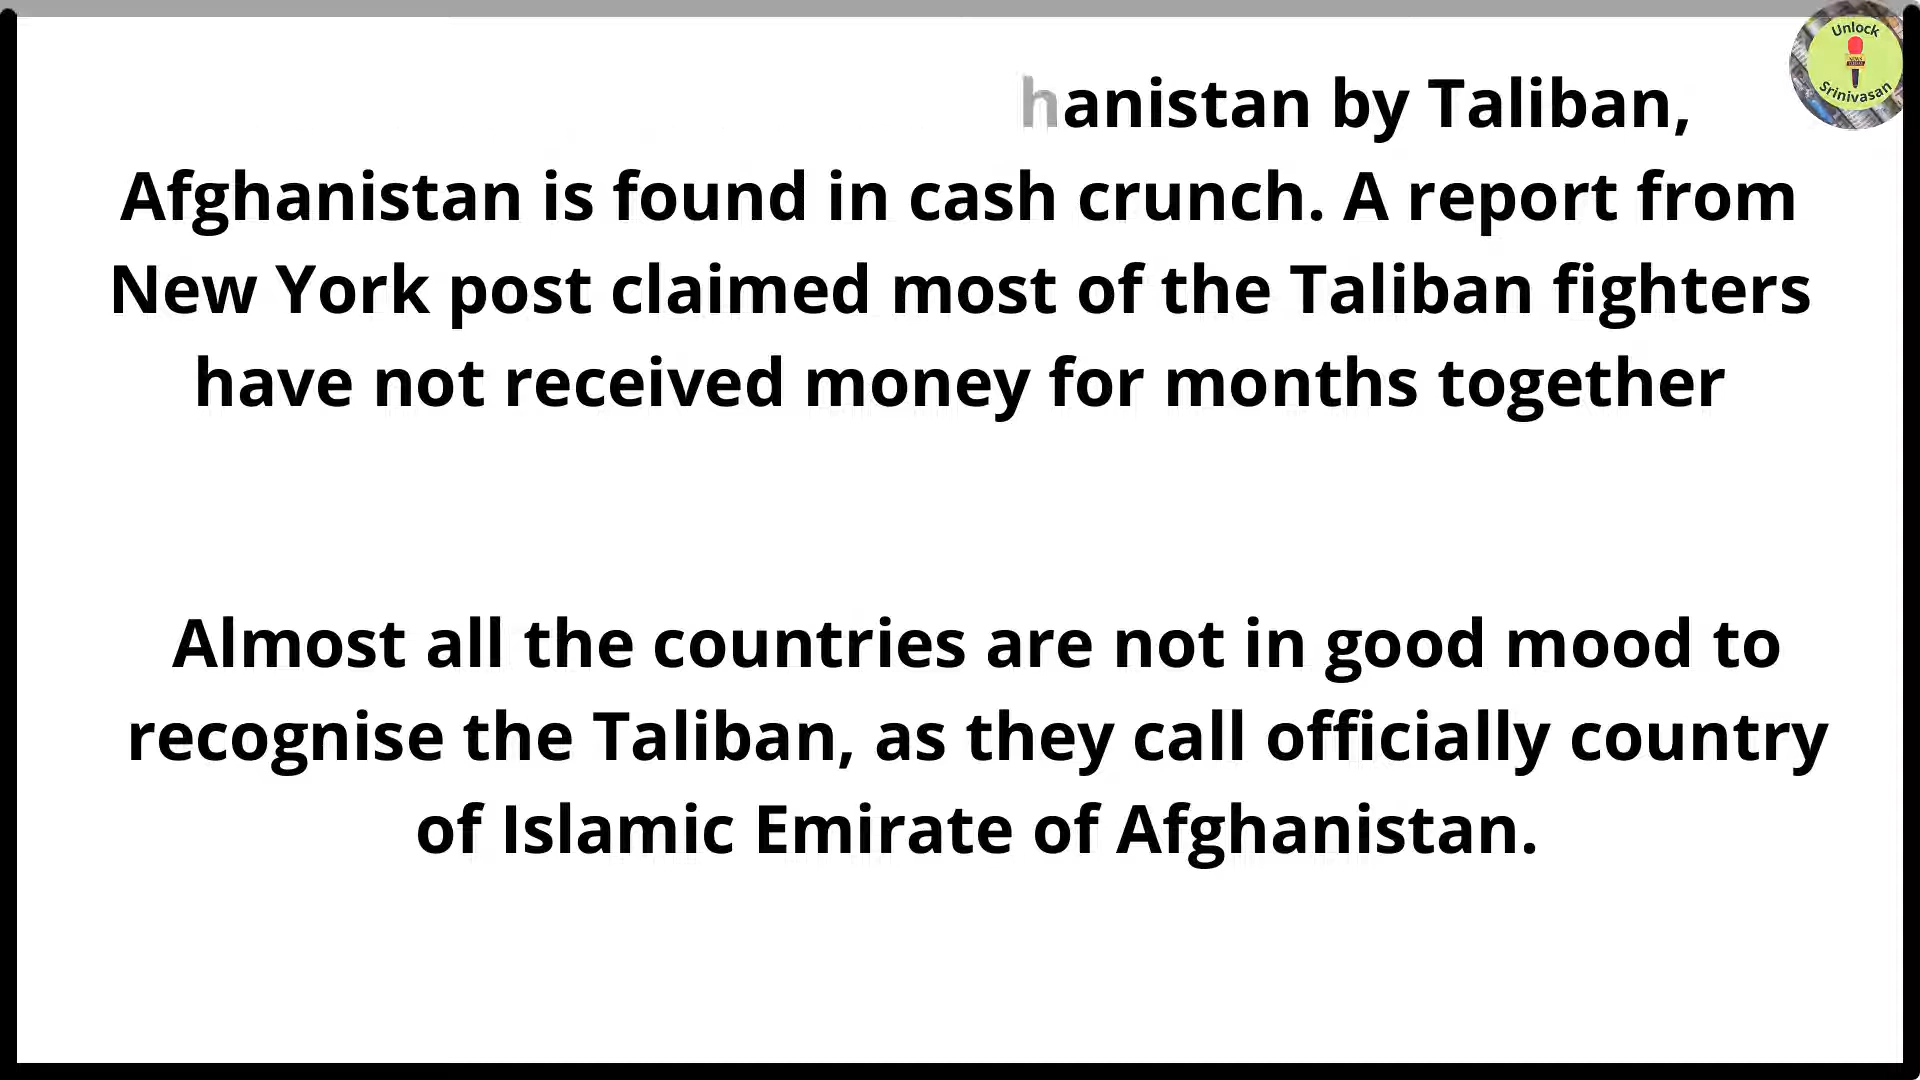 hanistan by Taliban,
Afghanistan is found in cash crunch. A report from
New York post claimed most of the Taliban fighters
have not received money for months together
Almost all the countries are not in good mood to
recognise the Taliban, as they call officially country
of Islamic Emirate of Afghanistan.
Unlock
Srinivasan